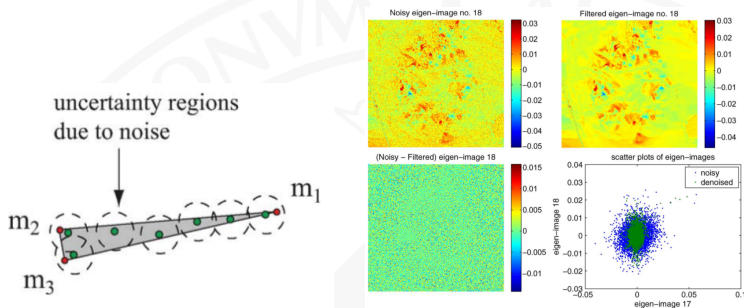 uncertainty regions
due to noise
m1
m2
m3
Noisy eigen−image no. 18
0.03
0.02
0.01
0
−0.01
−0.02
−0.03
−0.04
−0.05
Filtered eigen−image no. 18
0.03
0.02
0.01
0
−0.01
−0.02
−0.03
−0.04
(Noisy − Filtered) eigen−image 18
0.015
0.01
0.005
0
−0.005
−0.01
scatter plots of eigen−images
noisy
denoised
eigen−image 18
0.04
0.03
0.02
0.01
0
−0.01
−0.02
−0.03
−0.05
0
0.05
0.1
eigen−image 17